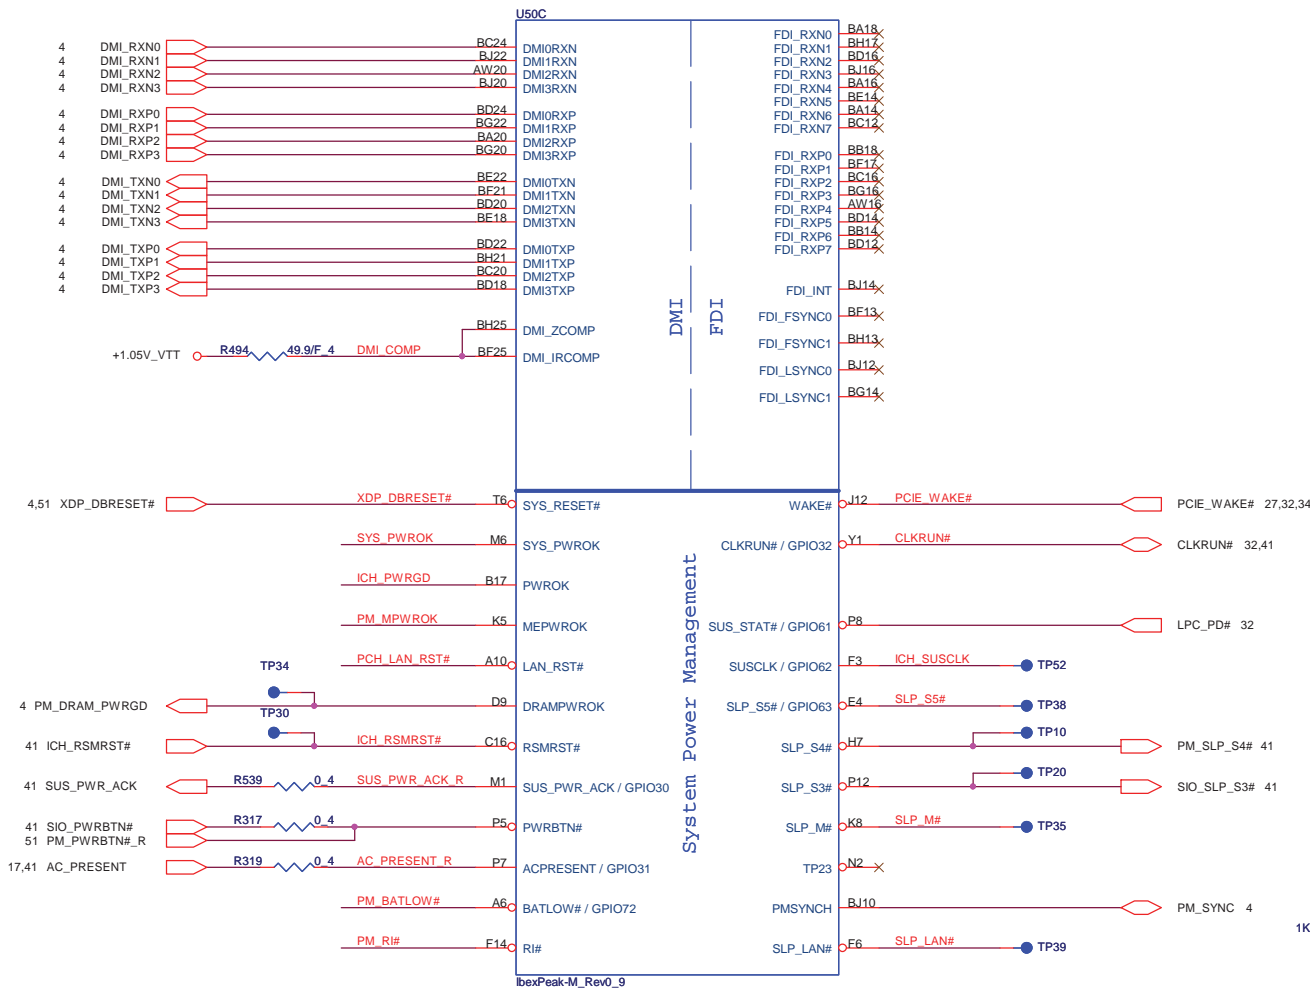 U50C
4 DMI_RXN0 BC24 DMI0RXN
4 DMI_RXN1 BJ22 DMI1RXN
4 DMI_RXN2 AW20 DMI2RXN
4 DMI_RXN3 BJ20 DMI3RXN
4 DMI_RXP0 BD24 DMI0RXP
4 DMI_RXP1 BG22 DMI1RXP
4 DMI_RXP2 BA20 DMI2RXP
4 DMI_RXP3 BG20 DMI3RXP
4 DMI_TXN0 BE22 DMI0TXN
4 DMI_TXN1 BF21 DMI1TXN
4 DMI_TXN2 BD20 DMI2TXN
4 DMI_TXN3 BE18 DMI3TXN
4 DMI_TXP0 BD22 DMI0TXP
4 DMI_TXP1 BH21 DMI1TXP
4 DMI_TXP2 BC20 DMI2TXP
4 DMI_TXP3 BD18 DMI3TXP
BH25 DMI_ZCOMP
+1.05V_VTT R494 49.9/F_4 DMI_COMP BF25 DMI_IRCOMP
DMI
FDI
FDI_RXN0 BA18
FDI_RXN1 BH17
FDI_RXN2 BD16
FDI_RXN3 BJ16
FDI_RXN4 BA16
FDI_RXN5 BE14
FDI_RXN6 BA14
FDI_RXN7 BC12
FDI_RXP0 BB18
FDI_RXP1 BF17
FDI_RXP2 BC16
FDI_RXP3 BG16
FDI_RXP4 AW16
FDI_RXP5 BD14
FDI_RXP6 BB14
FDI_RXP7 BD12
FDI_INT BJ14
FDI_FSYNC0 BF13
FDI_FSYNC1 BH13
FDI_LSYNC0 BJ12
FDI_LSYNC1 BG14
4,51 XDP_DBRESET# XDP_DBRESET# T6 SYS_RESET#
SYS_PWROK M6 SYS_PWROK
ICH_PWRGD B17 PWROK
PM_MPWROK K5 MEPWROK
PCH_LAN_RST# A10 LAN_RST#
TP34
4 PM_DRAM_PWRGD D9 DRAMPWROK
TP30
41 ICH_RSMRST# ICH_RSMRST# C16 RSMRST#
41 SUS_PWR_ACK R539 0_4 SUS_PWR_ACK_R M1 SUS_PWR_ACK / GPIO30
41 SIO_PWRBTN# R317 0_4 P5 PWRBTN#
51 PM_PWRBTN#_R
17,41 AC_PRESENT R319 0_4 AC_PRESENT_R P7 ACPRESENT / GPIO31
PM_BATLOW# A6 BATLOW# / GPIO72
PM_RI# F14 RI#
System Power Management
WAKE# J12 PCIE_WAKE# PCIE_WAKE# 27,32,34
CLKRUN# / GPIO32 Y1 CLKRUN# CLKRUN# 32,41
SUS_STAT# / GPIO61 P8 LPC_PD# 32
SUSCLK / GPIO62 F3 ICH_SUSCLK TP52
SLP_S5# / GPIO63 E4 SLP_S5# TP38
TP10
SLP_S4# H7 PM_SLP_S4# 41
TP20
SLP_S3# P12 SIO_SLP_S3# 41
SLP_M# K8 SLP_M# TP35
TP23 N2
PMSYNCH BJ10 PM_SYNC 4
1K
SLP_LAN# F6 SLP_LAN# TP39
IbexPeak-M_Rev0_9